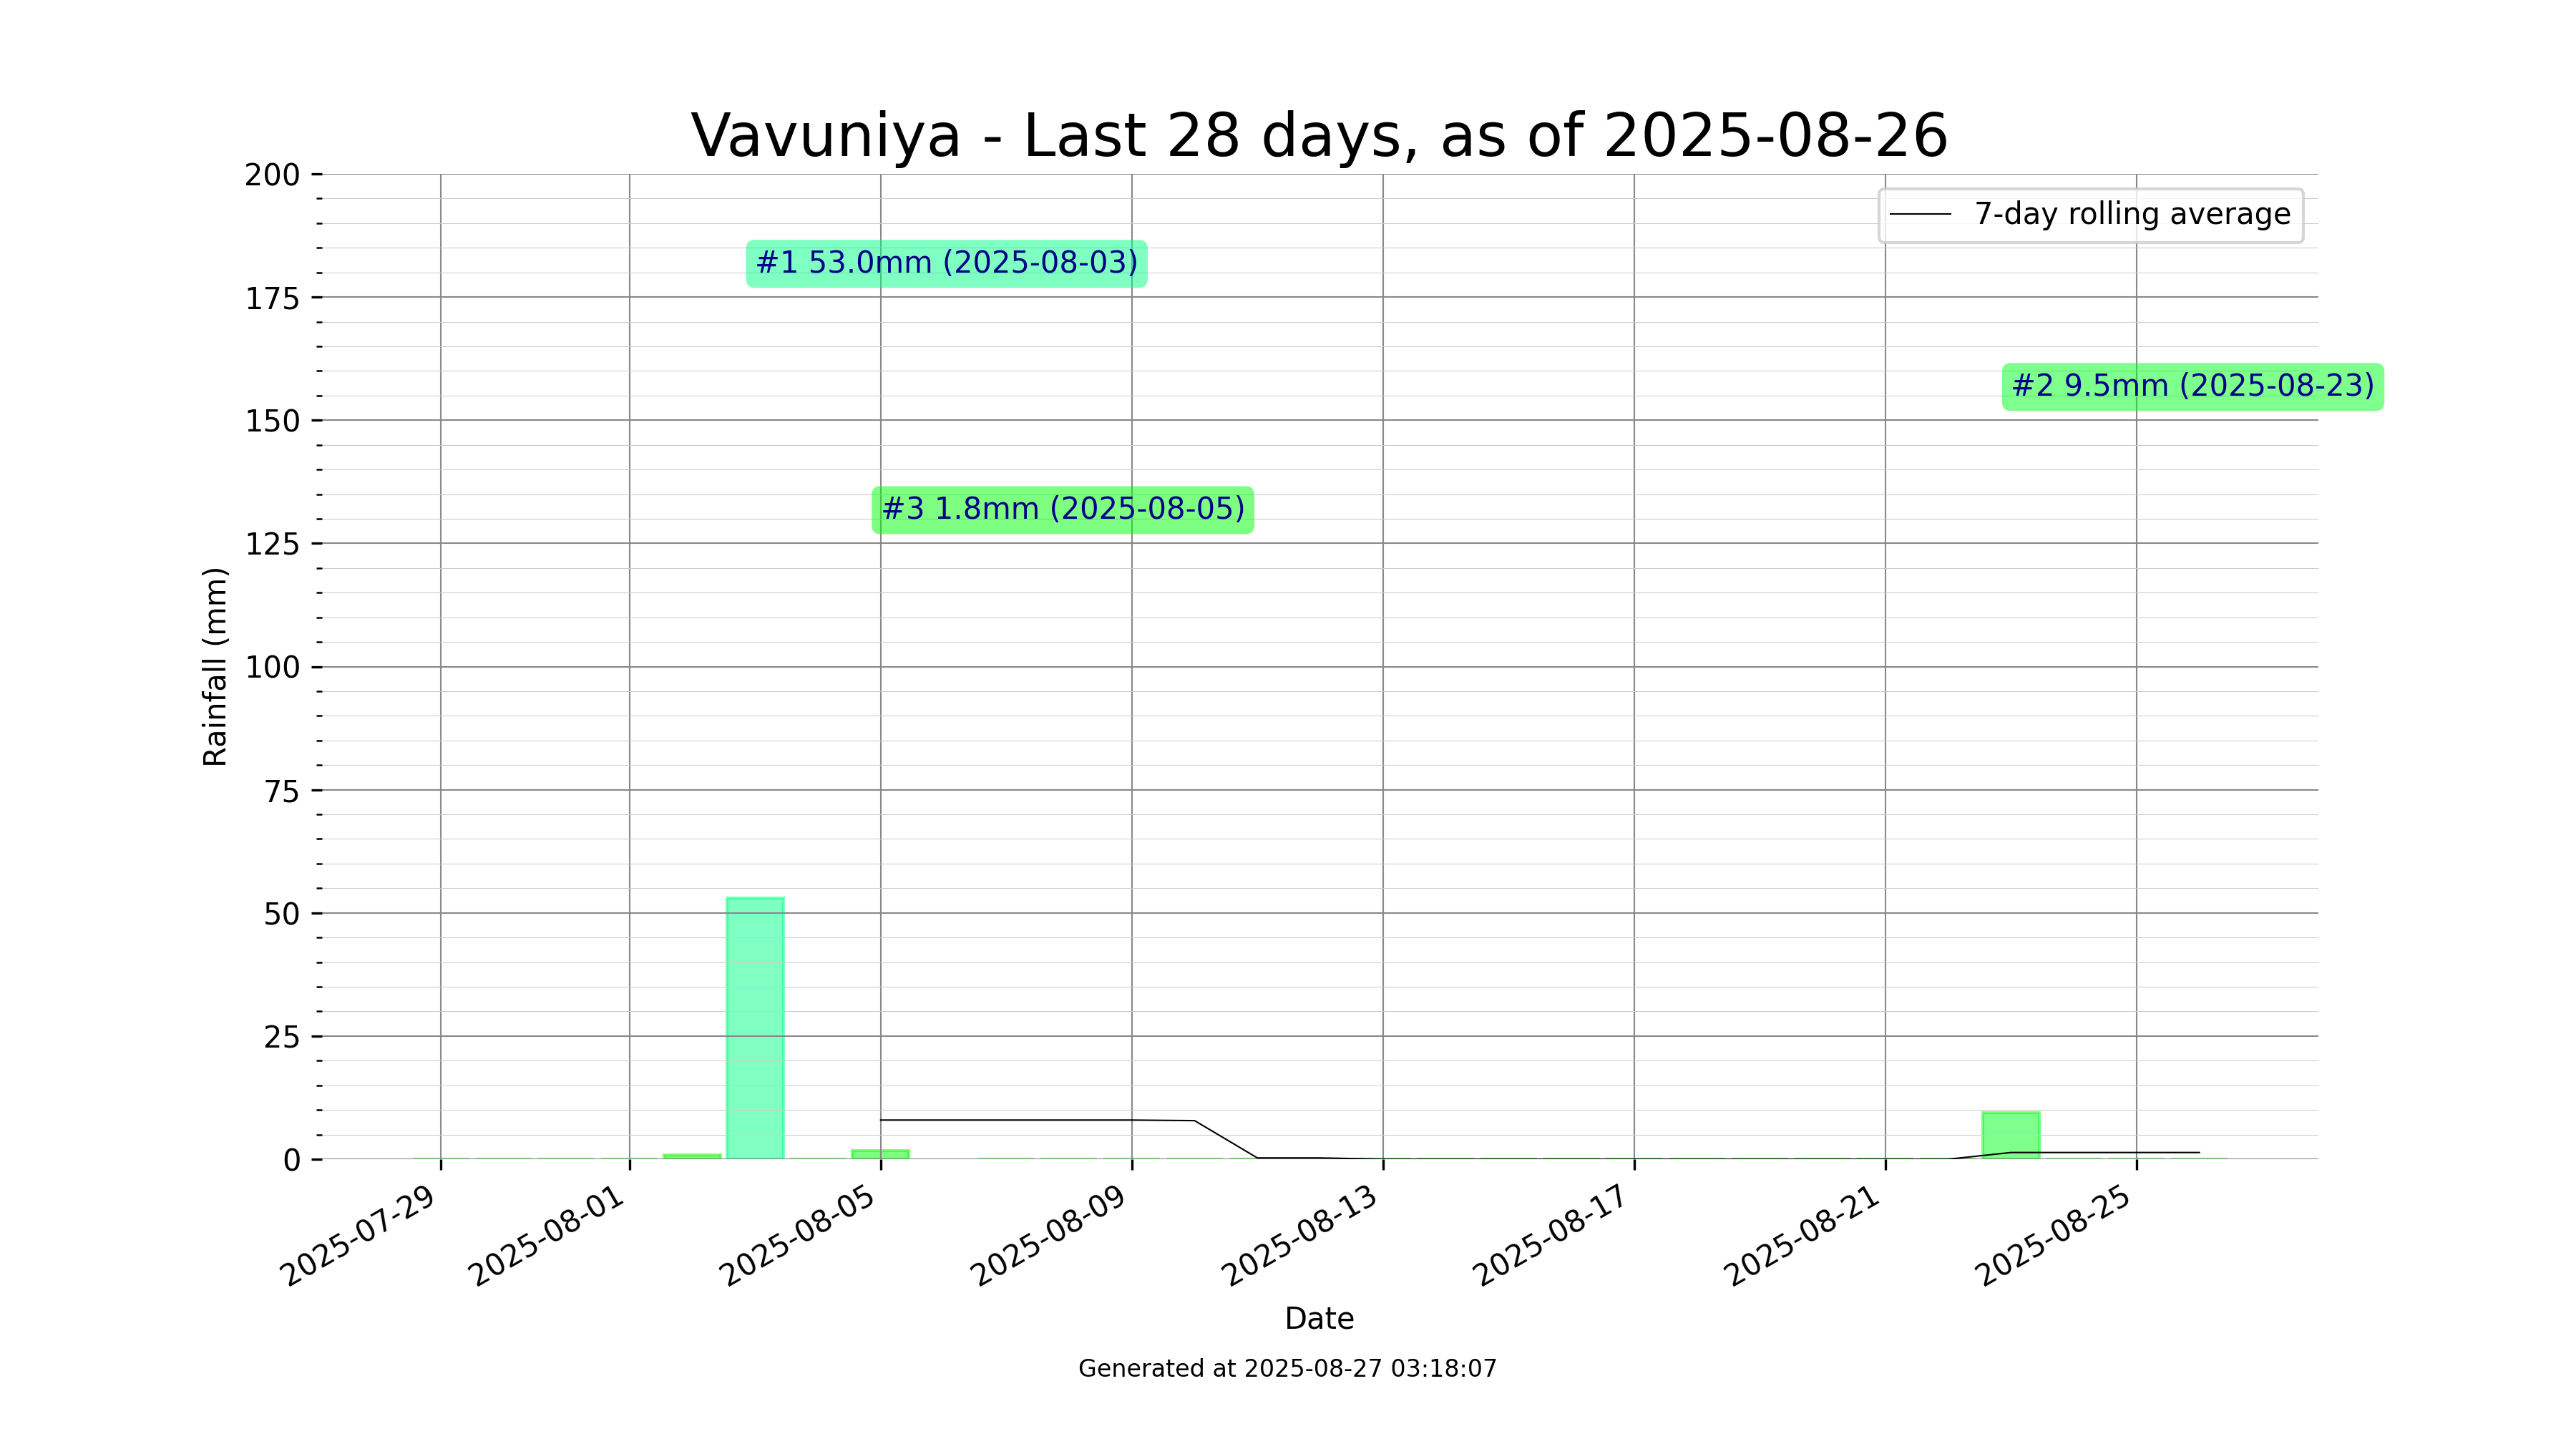 Vavuniya - Last 28 days, as of 2025-08-26
200
7-day rolling average
#1 53.0mm (2025-08-03)
175
#2 9.5mm (2025-08-23)
150
#3 1.8mm (2025-08-05)
125
Rainfall (mm)
100
75
50
25
0
2025-07-29
2025-08-01
2025-08-05
2025-08-09
2025-08-13
2025-08-17
2025-08-21
2025-08-25
Date
Generated at 2025-08-27 03:18:07